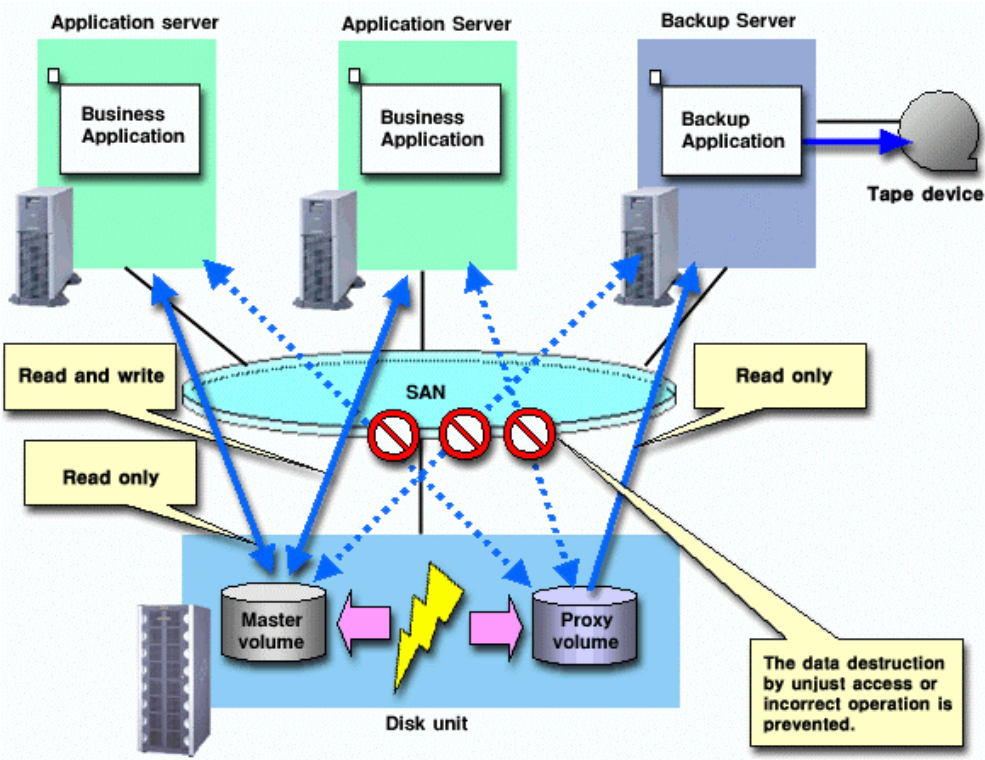 Application server
Application Server
Backup Server
Business
Application
Business
Application
Backup
Application
Tape device
Read and write
SAN
Read only
Read only
Master
volume
Proxy
volume
The data destruction
by unjust access or
incorrect operation is
prevented.
Disk unit